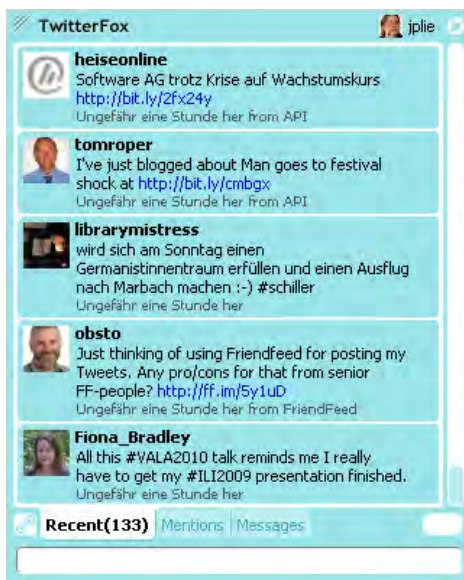 TwitterFox
jplie
heiseonline
Software AG trotz Krise auf Wachstumskurs
http://bit.ly/2fx24y
Ungefähr eine Stunde her from API
tomroper
I've just blogged about Man goes to festival
shock at http://bit.ly/cmbgx
Ungefähr eine Stunde her from API
librarymistress
wird sich am Sonntag einen
Germanistinnentraum erfüllen und einen Ausflug
nach Marbach machen :-) #schiller
Ungefähr eine Stunde her
obsto
Just thinking of using Friendfeed for posting my
Tweets. Any pro/cons for that from senior
FF-people? http://ff.im/5y1uD
Ungefähr eine Stunde her from FriendFeed
Fiona_Bradley
All this #VALA2010 talk reminds me I really
have to get my #ILI2009 presentation finished.
Ungefähr eine Stunde her
Recent(133) Mentions Messages